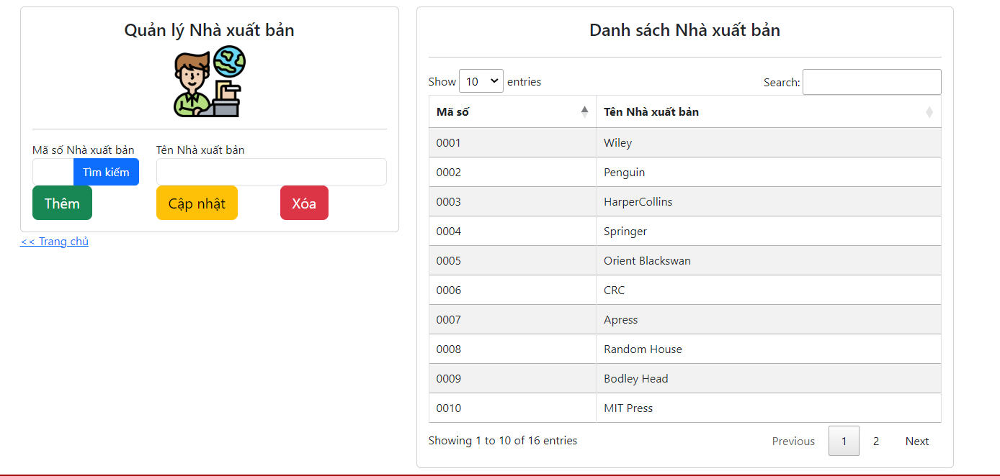 Quản lý Nhà xuất bản
Mã số Nhà xuất bản Tên Nhà xuất bản
Tìm kiếm
Thêm Cập nhật Xóa
<< Trang chủ
Danh sách Nhà xuất bản
Show 10 entries Search:
Mã số Tên Nhà xuất bản
0001 Wiley
0002 Penguin
0003 HarperCollins
0004 Springer
0005 Orient Blackswan
0006 CRC
0007 Apress
0008 Random House
0009 Bodley Head
0010 MIT Press
Showing 1 to 10 of 16 entries Previous 1 2 Next